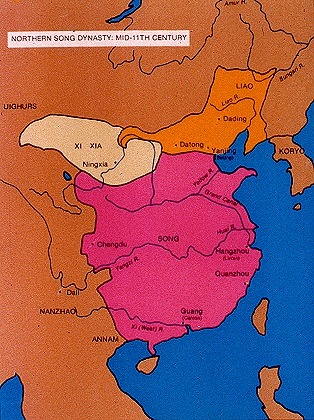 NORTHERN SONG DYNASTY: MID-11TH CENTURY
Amur R.
Sungari R.
LIAO
Liao R.
UIGHURS
Dading
XI XIA
Datong
Yanjing
KORYO
Ningxia
Yellow R.
Grand Canal
Huai R.
SONG
Chengdu
Hangzhou
Yangzi R.
Quanzhou
Dali
NANZHAO
Guang
(Canton)
Xi (West) R.
ANNAM